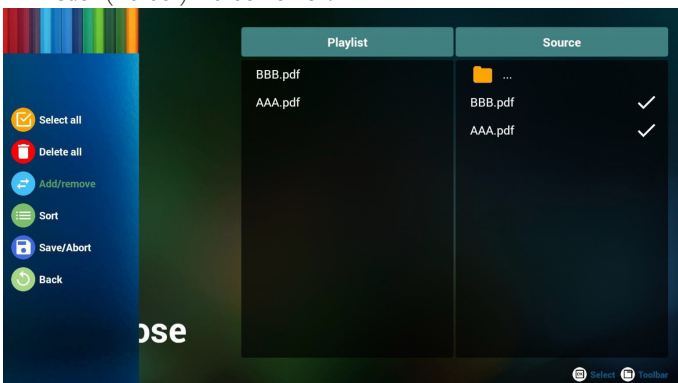 Playlist
Source
BBB.pdf
AAA.pdf
...
BBB.pdf
AAA.pdf
Select all
Delete all
Add/remove
Sort
Save/Abort
Back
ose
Select
Toolbar